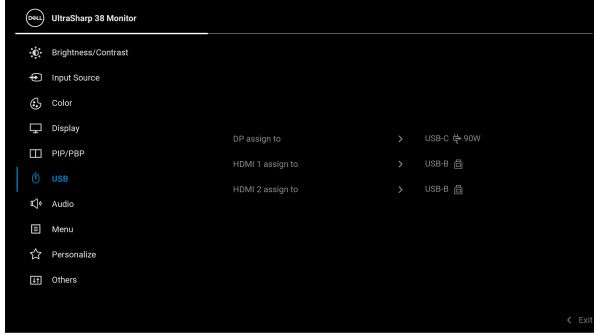 DELL UltraSharp 38 Monitor
Brightness/Contrast
Input Source
Color
Display
DP assign to USB-C 90W
PIP/PBP
HDMI 1 assign to USB-B
USB
HDMI 2 assign to USB-B
Audio
Menu
Personalize
Others
Exit